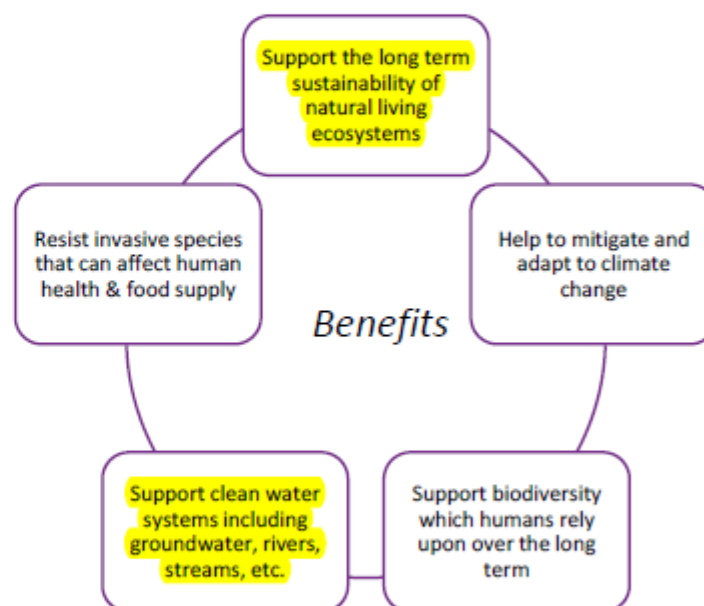 Support the long term
sustainability of
natural living
ecosystems
Resist invasive species
that can affect human
health & food supply
Help to mitigate and
adapt to climate
change
Benefits
Support clean water
systems including
groundwater, rivers,
streams, etc.
Support biodiversity
which humans rely
upon over the long
term